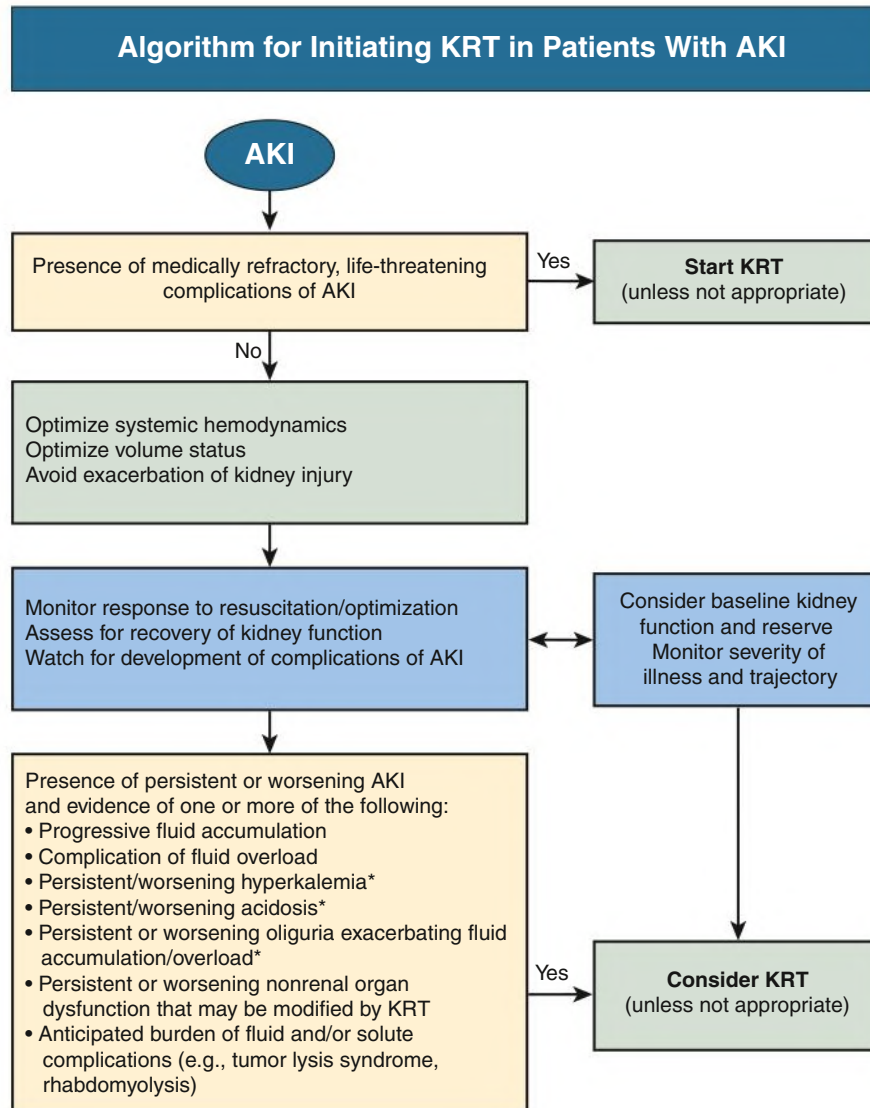 Algorithm for Initiating KRT in Patients With AKI
AKI
Presence of medically refractory, life-threatening
complications of AKI
Yes
Start KRT
(unless not appropriate)
No
Optimize systemic hemodynamics
Optimize volume status
Avoid exacerbation of kidney injury
Monitor response to resuscitation/optimization
Assess for recovery of kidney function
Watch for development of complications of AKI
Consider baseline kidney
function and reserve
Monitor severity of
illness and trajectory
Presence of persistent or worsening AKI
and evidence of one or more of the following:
• Progressive fluid accumulation
• Complication of fluid overload
• Persistent/worsening hyperkalemia*
• Persistent/worsening acidosis*
• Persistent or worsening oliguria exacerbating fluid
accumulation/overload*
• Persistent or worsening nonrenal organ
dysfunction that may be modified by KRT
• Anticipated burden of fluid and/or solute
complications (e.g., tumor lysis syndrome,
rhabdomyolysis)
Yes
Consider KRT
(unless not appropriate)